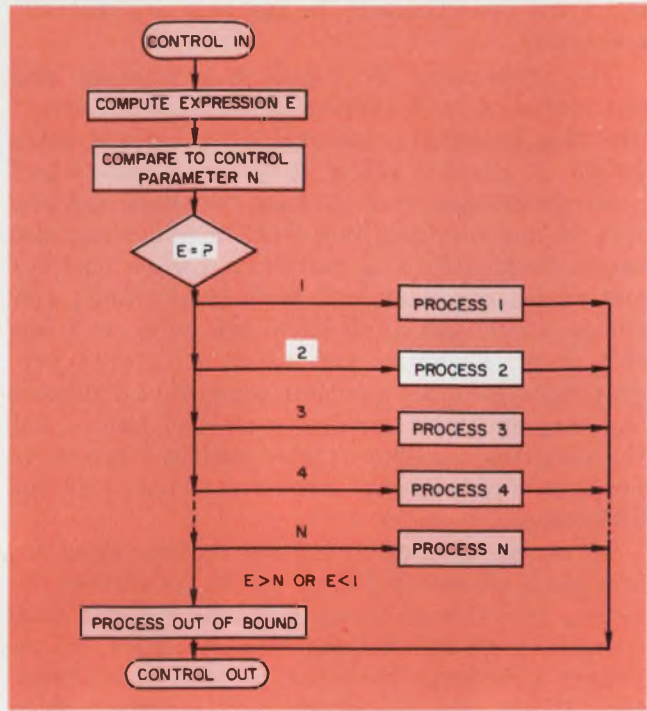 CONTROL IN
COMPUTE EXPRESSION E
COMPARE TO CONTROL
PARAMETER N
E = ?
1
PROCESS 1
2
PROCESS 2
3
PROCESS 3
4
PROCESS 4
N
PROCESS N
E > N OR E < 1
PROCESS OUT OF BOUND
CONTROL OUT